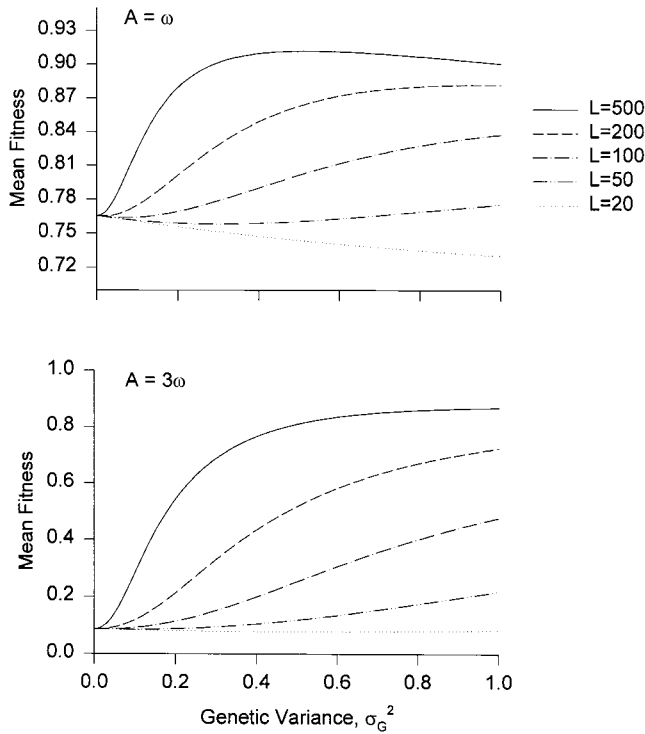 A = ω
0.93
0.90
0.87
0.84
0.81
0.78
0.75
0.72
Mean Fitness
L=500
L=200
L=100
L=50
L=20
A = 3ω
1.0
0.8
0.6
0.4
0.2
0.0
Mean Fitness
0.0 0.2 0.4 0.6 0.8 1.0
Genetic Variance, σG²